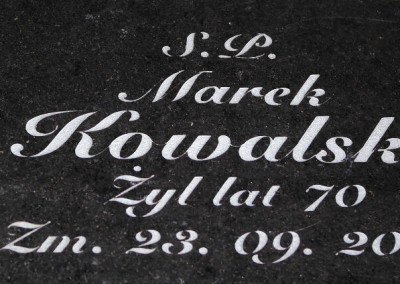 Ś. P.
Marek
Kowalsk
Żył lat 70
Zm. 23. 09. 20